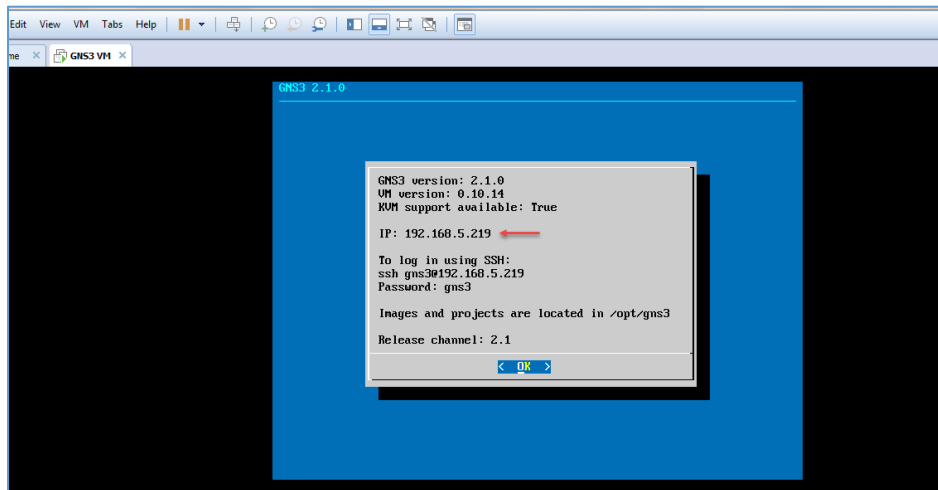 Edit View VM Tabs Help
me × GNS3 VM ×
GNS3 2.1.0
GNS3 version: 2.1.0
VM version: 0.10.14
KVM support available: True
IP: 192.168.5.219
To log in using SSH:
ssh gns3@192.168.5.219
Password: gns3
Images and projects are located in /opt/gns3
Release channel: 2.1
< OK >